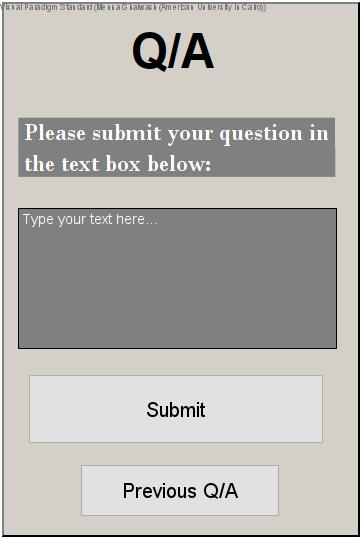 Visual Paradigm Standard (Menna Ghalwash (American University in Cairo))
Q/A
Please submit your question in
the text box below:
Type your text here...
Submit
Previous Q/A